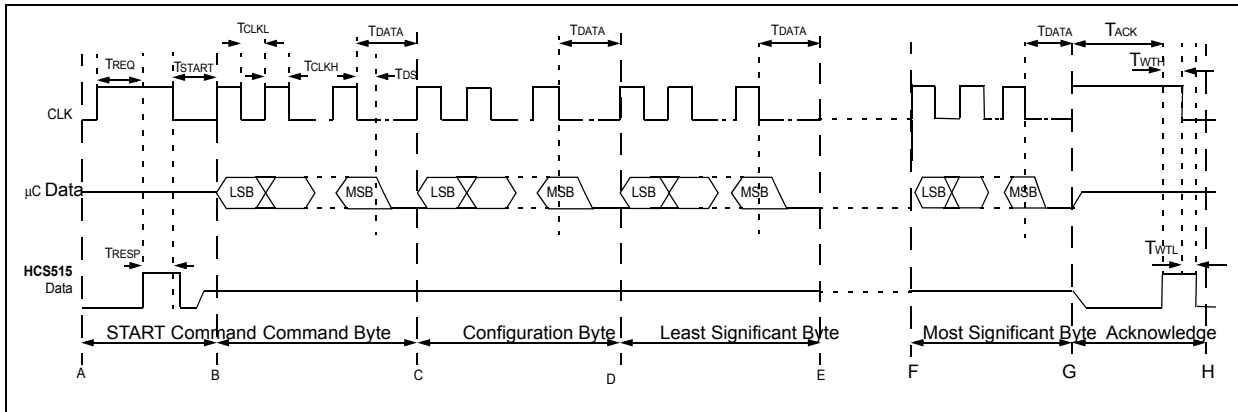 TCLKL TDATA TDATA TDATA TDATA TACK
TREQ TSTART TCLKH TDS TWTH
CLK
µC Data LSB MSB LSB MSB LSB MSB LSB MSB
TRESP TWTL
HCS515
Data
START Command Command Byte Configuration Byte Least Significant Byte Most Significant Byte Acknowledge
A B C D E F G H